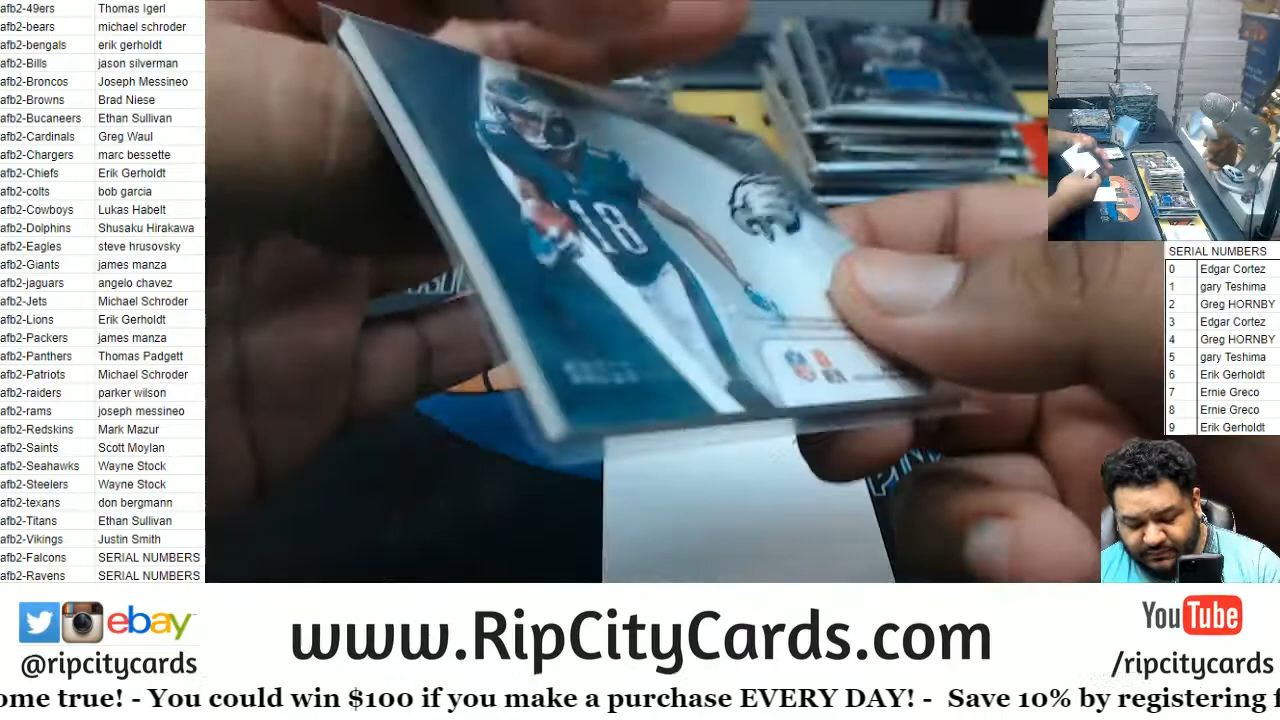 afb2-49ers Thomas Igerl
afb2-bears michael schroder
afb2-bengals erik gerholdt
afb2-Bills jason silverman
afb2-Broncos Joseph Messineo
afb2-Browns Brad Niese
afb2-Bucaneers Ethan Sullivan
afb2-Cardinals Greg Waul
afb2-Chargers marc bessette
afb2-Chiefs Erik Gerholdt
afb2-colts bob garcia
afb2-Cowboys Lukas Habelt
afb2-Dolphins Shusaku Hirakawa
afb2-Eagles steve hrusovsky
afb2-Giants james manza
afb2-jaguars angelo chavez
afb2-Jets Michael Schroder
afb2-Lions Erik Gerholdt
afb2-Packers james manza
afb2-Panthers Thomas Padgett
afb2-Patriots Michael Schroder
afb2-raiders parker wilson
afb2-rams joseph messineo
afb2-Redskins Mark Mazur
afb2-Saints Scott Moylan
afb2-Seahawks Wayne Stock
afb2-Steelers Wayne Stock
afb2-texans don bergmann
afb2-Titans Ethan Sullivan
afb2-Vikings Justin Smith
afb2-Falcons SERIAL NUMBERS
afb2-Ravens SERIAL NUMBERS
18
SERIAL NUMBERS
0 Edgar Cortez
1 gary Teshima
2 Greg HORNBY
3 Edgar Cortez
4 Greg HORNBY
5 gary Teshima
6 Erik Gerholdt
7 Ernie Greco
8 Ernie Greco
9 Erik Gerholdt
ebay
@ripcitycards
www.RipCityCards.com
YouTube
/ripcitycards
ome true! - You could win $100 if you make a purchase EVERY DAY! - Save 10% by registering f